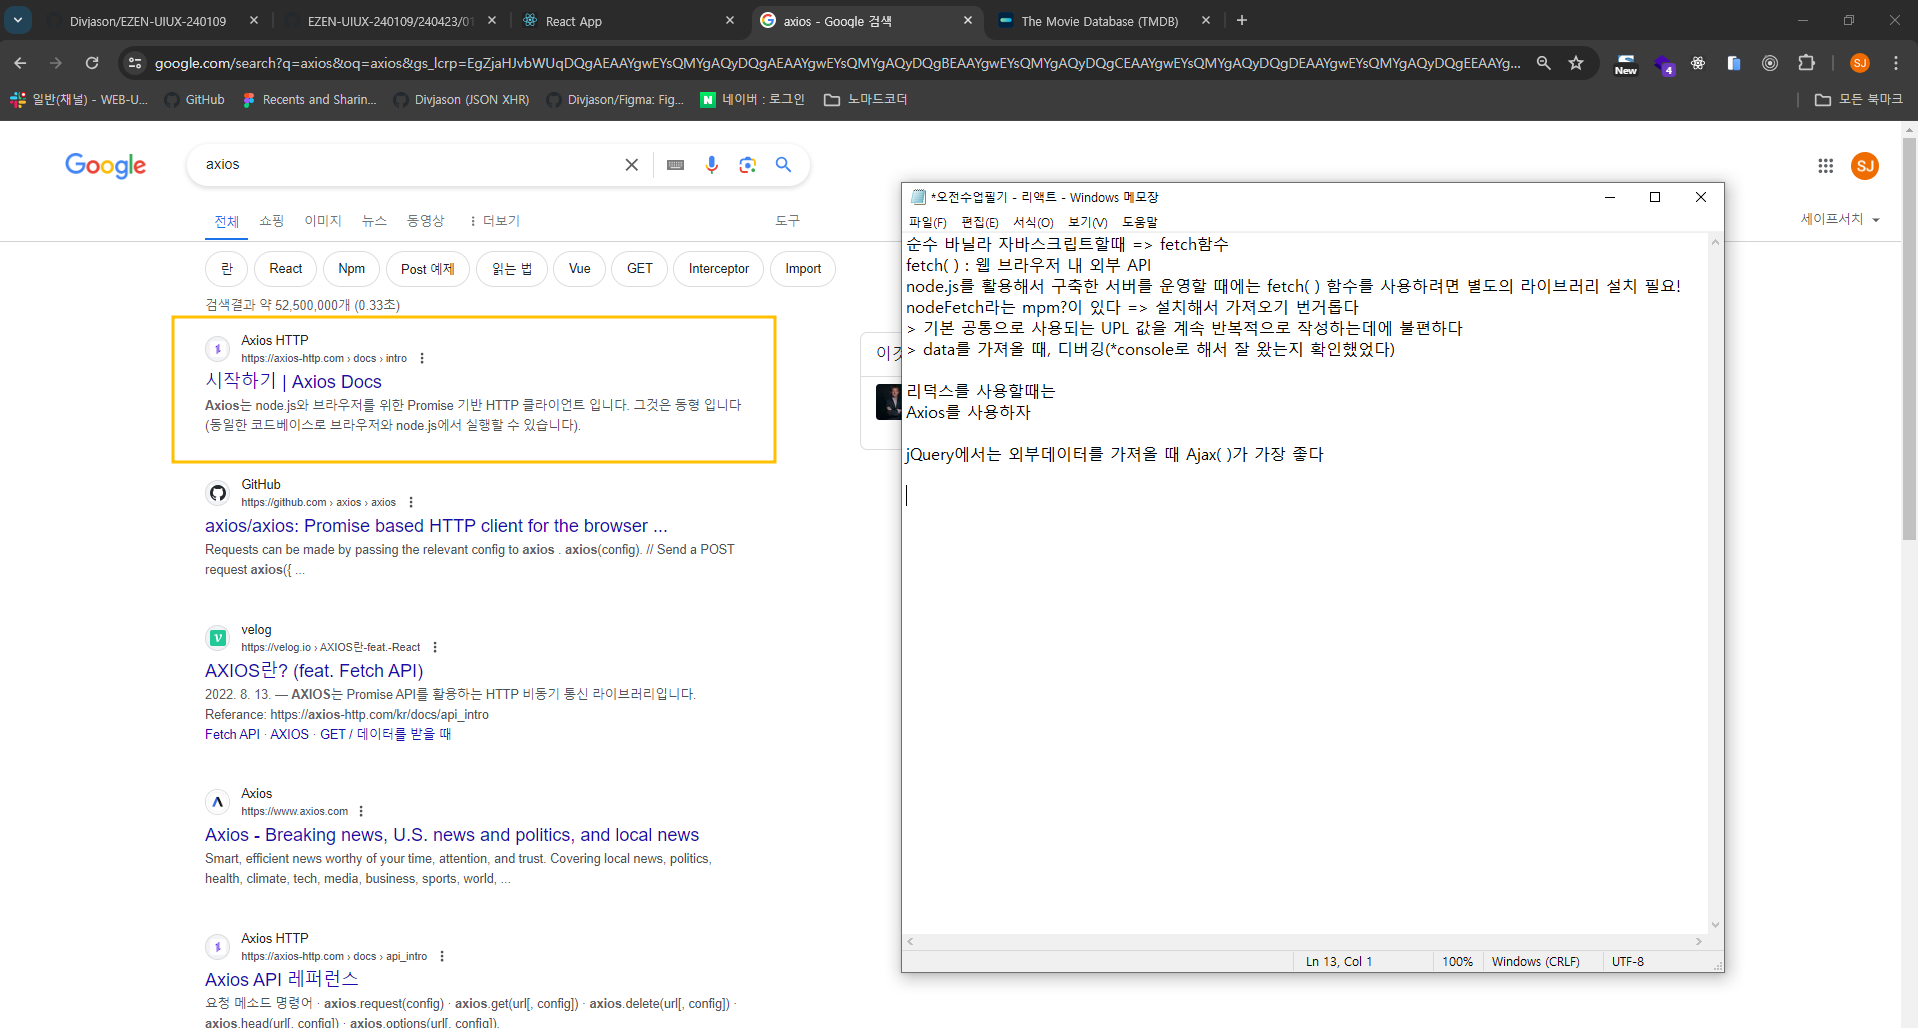 Divjason/EZEN-UIUX-240109
EZEN-UIUX-240109/240423/01
React App
axios - Google 검색
The Movie Database (TMDB)
google.com/search?q=axios&oq=axios&gs_lcrp=EgZjaHJvbWUqDQgAEAAYgwEYsQMYgAQyDQgAEAAYgwEYsQMYgAQyDQgBEAAYgwEYsQMYgAQyDQgCEAAYgwEYsQMYgAQyDQgDEAAYgwEYsQMYgAQyDQgEEAAYg...
New
4
SJ
일반(채널) - WEB-U...
GitHub
Recents and Sharin...
Divjason (JSON XHR)
Divjason/Figma: Fig...
네이버 : 로그인
노마드코더
모든 북마크
Google
axios
SJ
전체 쇼핑 이미지 뉴스 동영상 더보기 도구
세이프서치
란 React Npm Post 예제 읽는 법 Vue GET Interceptor Import
검색결과 약 52,500,000개 (0.33초)
Axios HTTP
https://axios-http.com › docs › intro
시작하기 | Axios Docs
Axios는 node.js와 브라우저를 위한 Promise 기반 HTTP 클라이언트 입니다. 그것은 동형 입니다
(동일한 코드베이스로 브라우저와 node.js에서 실행할 수 있습니다).
GitHub
https://github.com › axios › axios
axios/axios: Promise based HTTP client for the browser ...
Requests can be made by passing the relevant config to axios . axios(config). // Send a POST
request axios({ ...
velog
https://velog.io › AXIOS란-feat.-React
AXIOS란? (feat. Fetch API)
2022. 8. 13. — AXIOS는 Promise API를 활용하는 HTTP 비동기 통신 라이브러리입니다.
Referance: https://axios-http.com/kr/docs/api_intro
Fetch API · AXIOS · GET / 데이터를 받을 때
Axios
https://www.axios.com
Axios - Breaking news, U.S. news and politics, and local news
Smart, efficient news worthy of your time, attention, and trust. Covering local news, politics,
health, climate, tech, media, business, sports, world, ...
Axios HTTP
https://axios-http.com › docs › api_intro
Axios API 레퍼런스
요청 메소드 명령어 · axios.request(config) · axios.get(url[, config]) · axios.delete(url[, config]) ·
axios.head(url[, config]) · axios.options(url[, config]).
*오전수업필기 - 리액트 - Windows 메모장
파일(F) 편집(E) 서식(O) 보기(V) 도움말
순수 바닐라 자바스크립트할때 => fetch함수
fetch( ) : 웹 브라우저 내 외부 API
node.js를 활용해서 구축한 서버를 운영할 때에는 fetch( ) 함수를 사용하려면 별도의 라이브러리 설치 필요!
nodeFetch라는 mpm?이 있다 => 설치해서 가져오기 번거롭다
> 기본 공통으로 사용되는 UPL 값을 계속 반복적으로 작성하는데에 불편하다
> data를 가져올 때, 디버깅(*console로 해서 잘 왔는지 확인했었다)
리덕스를 사용할때는
Axios를 사용하자
jQuery에서는 외부데이터를 가져올 때 Ajax( )가 가장 좋다
Ln 13, Col 1
100%
Windows (CRLF)
UTF-8